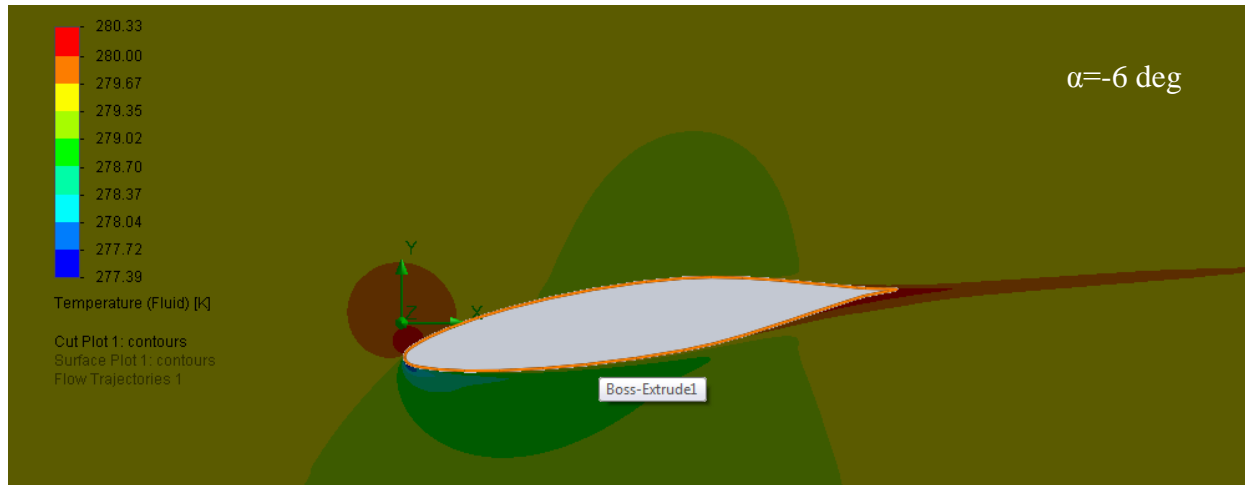 280.33
280.00
279.67
279.35
279.02
278.70
278.37
278.04
277.72
277.39
Temperature (Fluid) [K]
Cut Plot 1: contours
Surface Plot 1: contours
Flow Trajectories 1
α=-6 deg
Y
Z
X
Boss-Extrude1